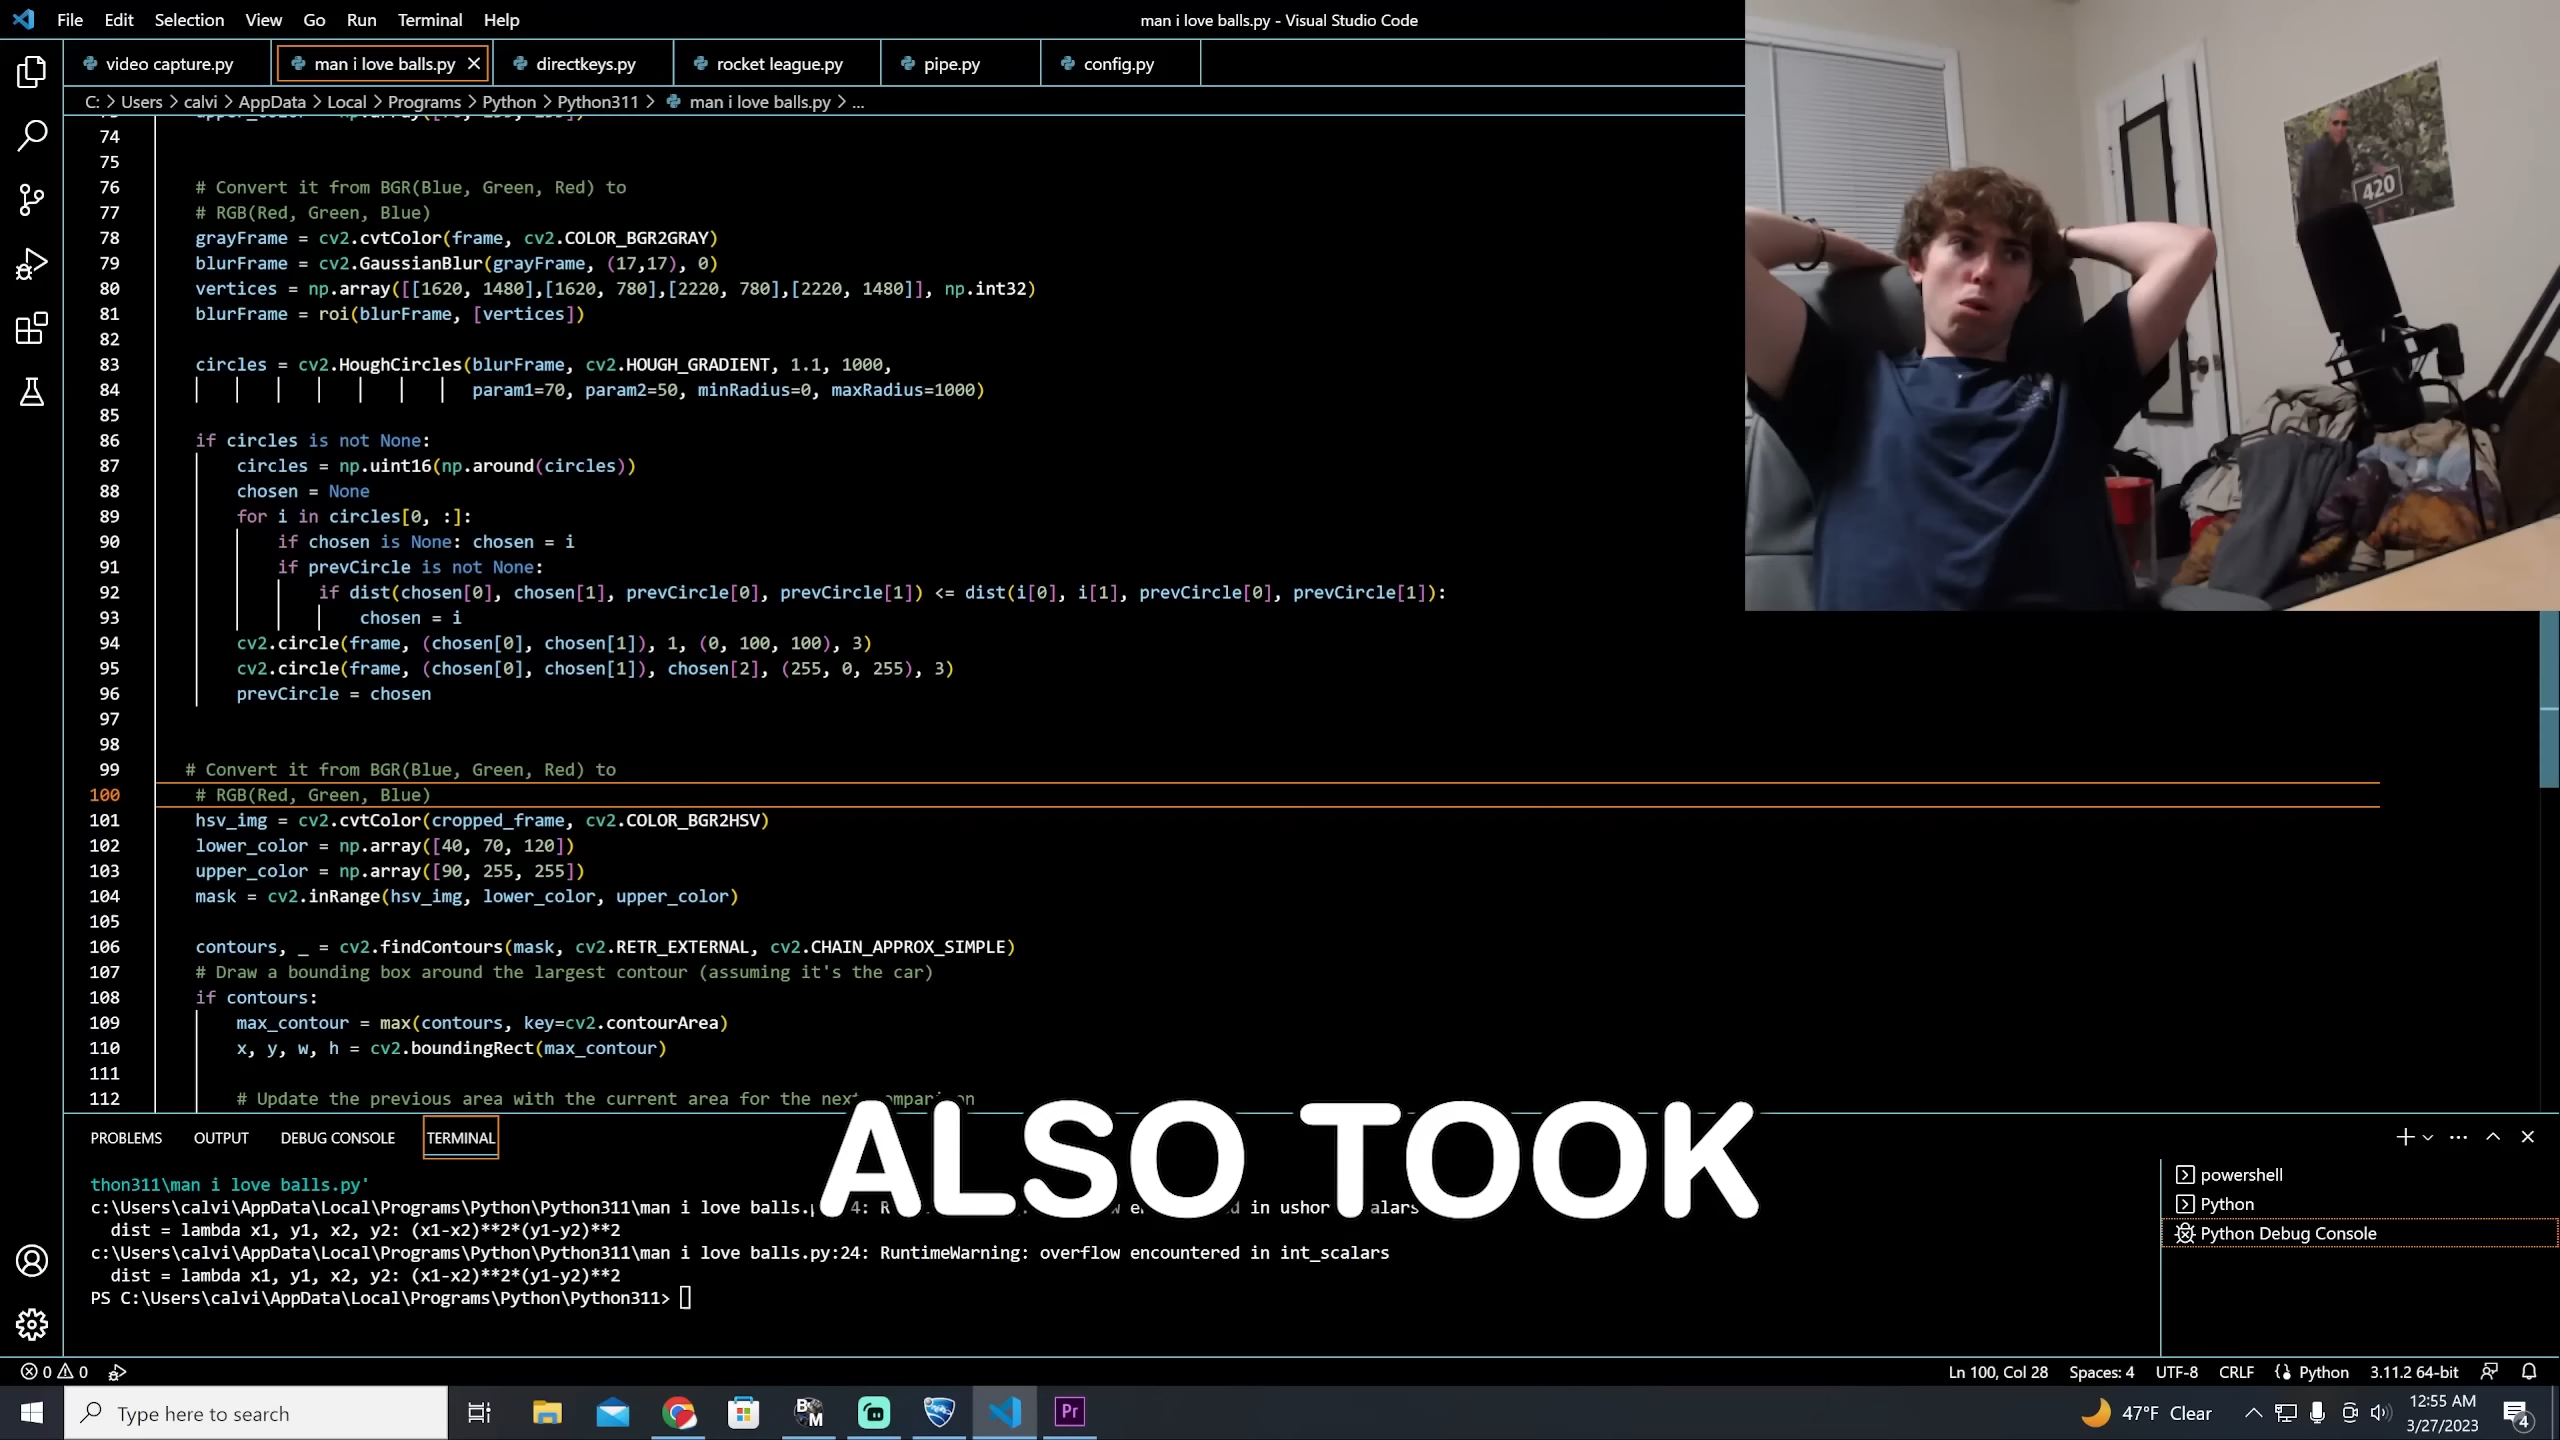 File Edit Selection View Go Run Terminal Help
man i love balls.py - Visual Studio Code
video capture.py
man i love balls.py
directkeys.py
rocket league.py
pipe.py
config.py
C: > Users > calvi > AppData > Local > Programs > Python > Python311 > man i love balls.py > ...
74
75
76 # Convert it from BGR(Blue, Green, Red) to
77 # RGB(Red, Green, Blue)
78 grayFrame = cv2.cvtColor(frame, cv2.COLOR_BGR2GRAY)
79 blurFrame = cv2.GaussianBlur(grayFrame, (17,17), 0)
80 vertices = np.array([[1620, 1480],[1620, 780],[2220, 780],[2220, 1480]], np.int32)
81 blurFrame = roi(blurFrame, [vertices])
82
83 circles = cv2.HoughCircles(blurFrame, cv2.HOUGH_GRADIENT, 1.1, 1000,
84 param1=70, param2=50, minRadius=0, maxRadius=1000)
85
86 if circles is not None:
87 circles = np.uint16(np.around(circles))
88 chosen = None
89 for i in circles[0, :]:
90 if chosen is None: chosen = i
91 if prevCircle is not None:
92 if dist(chosen[0], chosen[1], prevCircle[0], prevCircle[1]) <= dist(i[0], i[1], prevCircle[0], prevCircle[1]):
93 chosen = i
94 cv2.circle(frame, (chosen[0], chosen[1]), 1, (0, 100, 100), 3)
95 cv2.circle(frame, (chosen[0], chosen[1]), chosen[2], (255, 0, 255), 3)
96 prevCircle = chosen
97
98
99 # Convert it from BGR(Blue, Green, Red) to
100 # RGB(Red, Green, Blue)
101 hsv_img = cv2.cvtColor(cropped_frame, cv2.COLOR_BGR2HSV)
102 lower_color = np.array([40, 70, 120])
103 upper_color = np.array([90, 255, 255])
104 mask = cv2.inRange(hsv_img, lower_color, upper_color)
105
106 contours, _ = cv2.findContours(mask, cv2.RETR_EXTERNAL, cv2.CHAIN_APPROX_SIMPLE)
107 # Draw a bounding box around the largest contour (assuming it's the car)
108 if contours:
109 max_contour = max(contours, key=cv2.contourArea)
110 x, y, w, h = cv2.boundingRect(max_contour)
111
112 # Update the previous area with the current area for the next comparison
420
ALSO TOOK
PROBLEMS OUTPUT DEBUG CONSOLE TERMINAL
thon311\man i love balls.py'
c:\Users\calvi\AppData\Local\Programs\Python\Python311\man i love balls.p
dist = lambda x1, y1, x2, y2: (x1-x2)**2*(y1-y2)**2
c:\Users\calvi\AppData\Local\Programs\Python\Python311\man i love balls.py:24: RuntimeWarning: overflow encountered in int_scalars
dist = lambda x1, y1, x2, y2: (x1-x2)**2*(y1-y2)**2
PS C:\Users\calvi\AppData\Local\Programs\Python\Python311>
powershell
Python
Python Debug Console
0 0
Ln 100, Col 28 Spaces: 4 UTF-8 CRLF Python 3.11.2 64-bit
Type here to search
Pr
47°F Clear
12:55 AM
3/27/2023
4